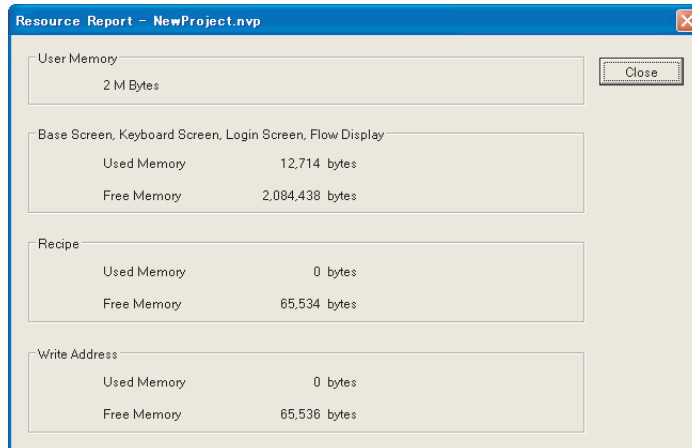 Resource Report - NewProject.nvp
User Memory
Close
2 M Bytes
Base Screen, Keyboard Screen, Login Screen, Flow Display
Used Memory 12,714 bytes
Free Memory 2,084,438 bytes
Recipe
Used Memory 0 bytes
Free Memory 65,534 bytes
Write Address
Used Memory 0 bytes
Free Memory 65,536 bytes